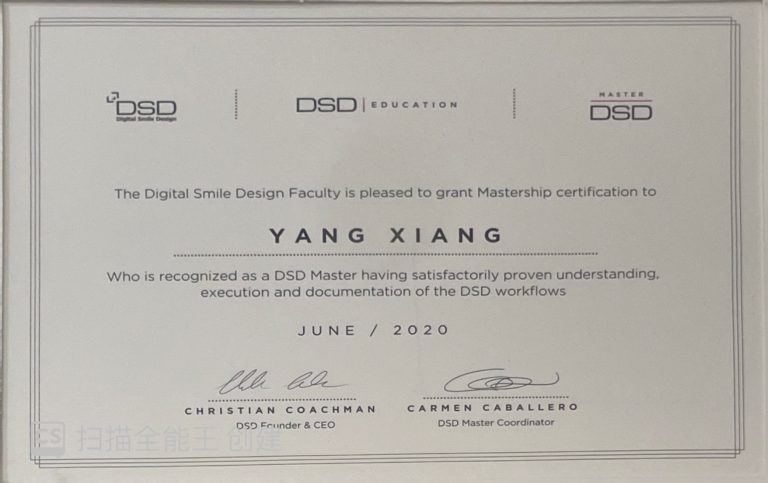 DSD
Digital Smile Design
DSD | EDUCATION
MASTER
DSD
The Digital Smile Design Faculty is pleased to grant Mastership certification to
YANG XIANG
Who is recognized as a DSD Master having satisfactorily proven understanding,
execution and documentation of the DSD workflows
JUNE / 2020
CHRISTIAN COACHMAN
DSD Founder & CEO
CARMEN CABALLERO
DSD Master Coordinator
CS 扫描全能王 创建